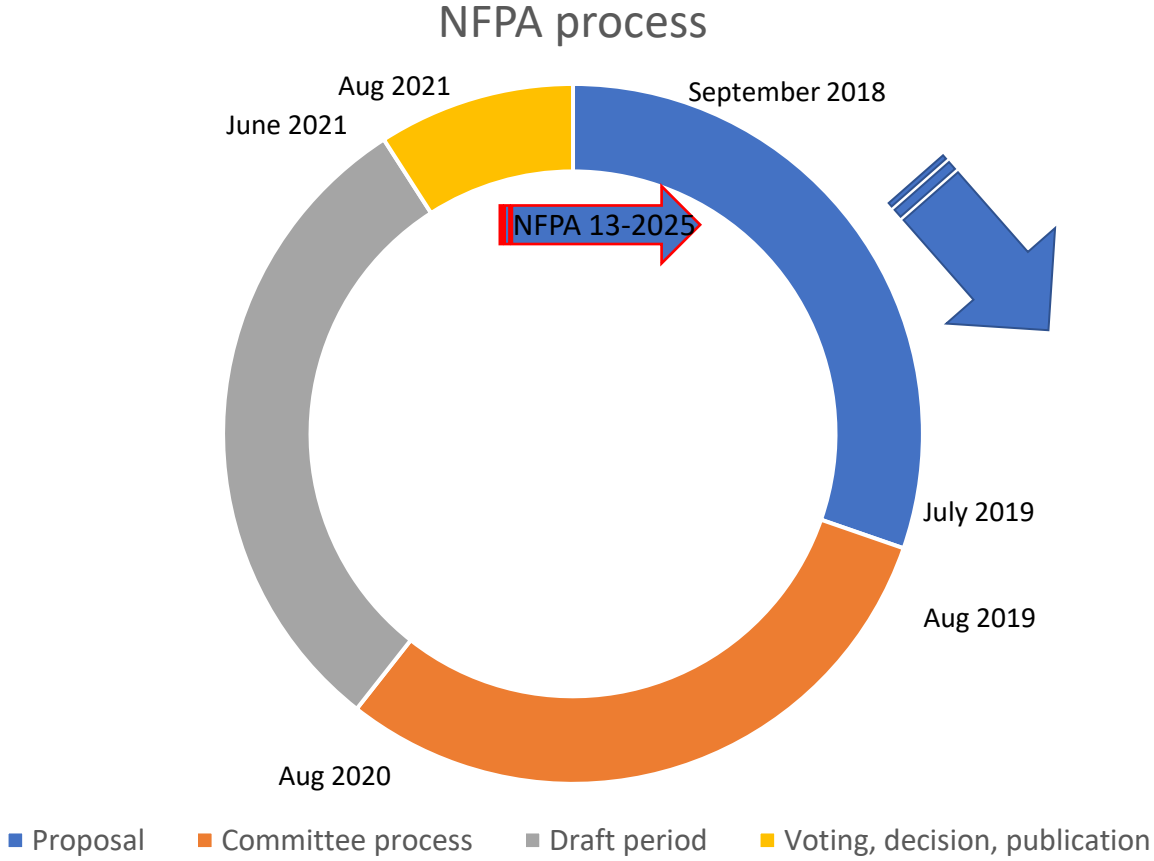 NFPA process
Aug 2021
September 2018
June 2021
NFPA 13-2025
July 2019
Aug 2019
Aug 2020
Proposal
Committee process
Draft period
Voting, decision, publication